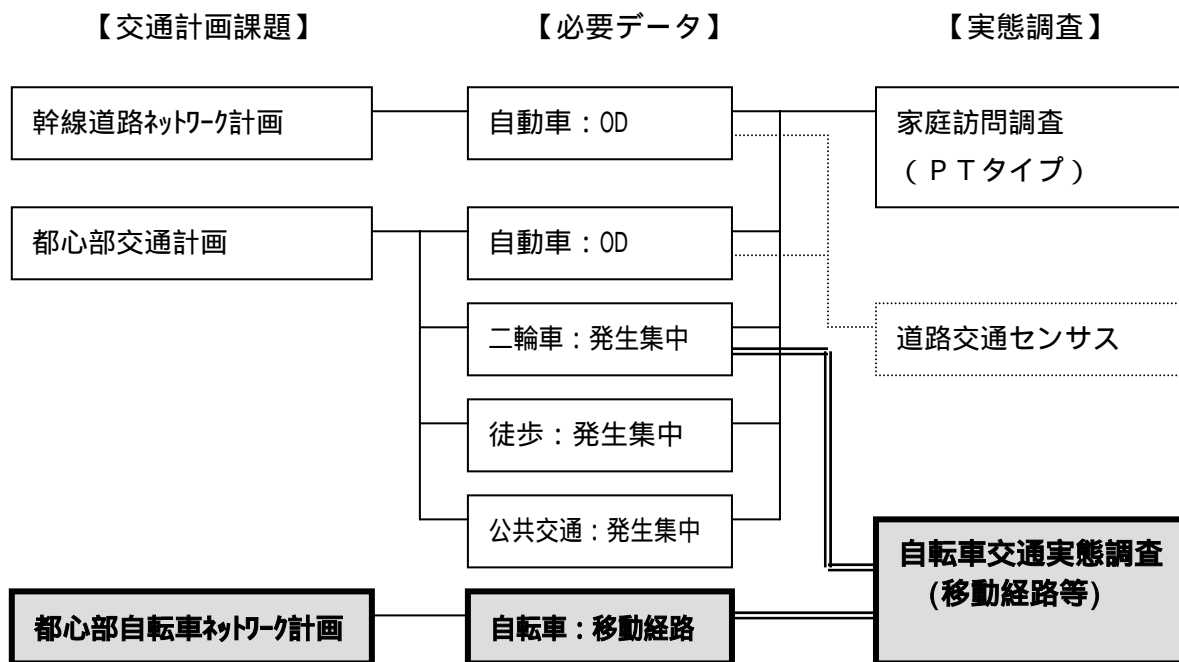 【交通計画課題】
【必要データ】
【実態調査】
幹線道路ﾈｯﾄﾜｰｸ計画
自動車：OD
家庭訪問調査
（ＰＴタイプ）
都心部交通計画
自動車：OD
二輪車：発生集中
道路交通センサス
徒歩：発生集中
公共交通：発生集中
自転車交通実態調査
(移動経路等)
都心部自転車ﾈｯﾄﾜｰｸ計画
自転車：移動経路